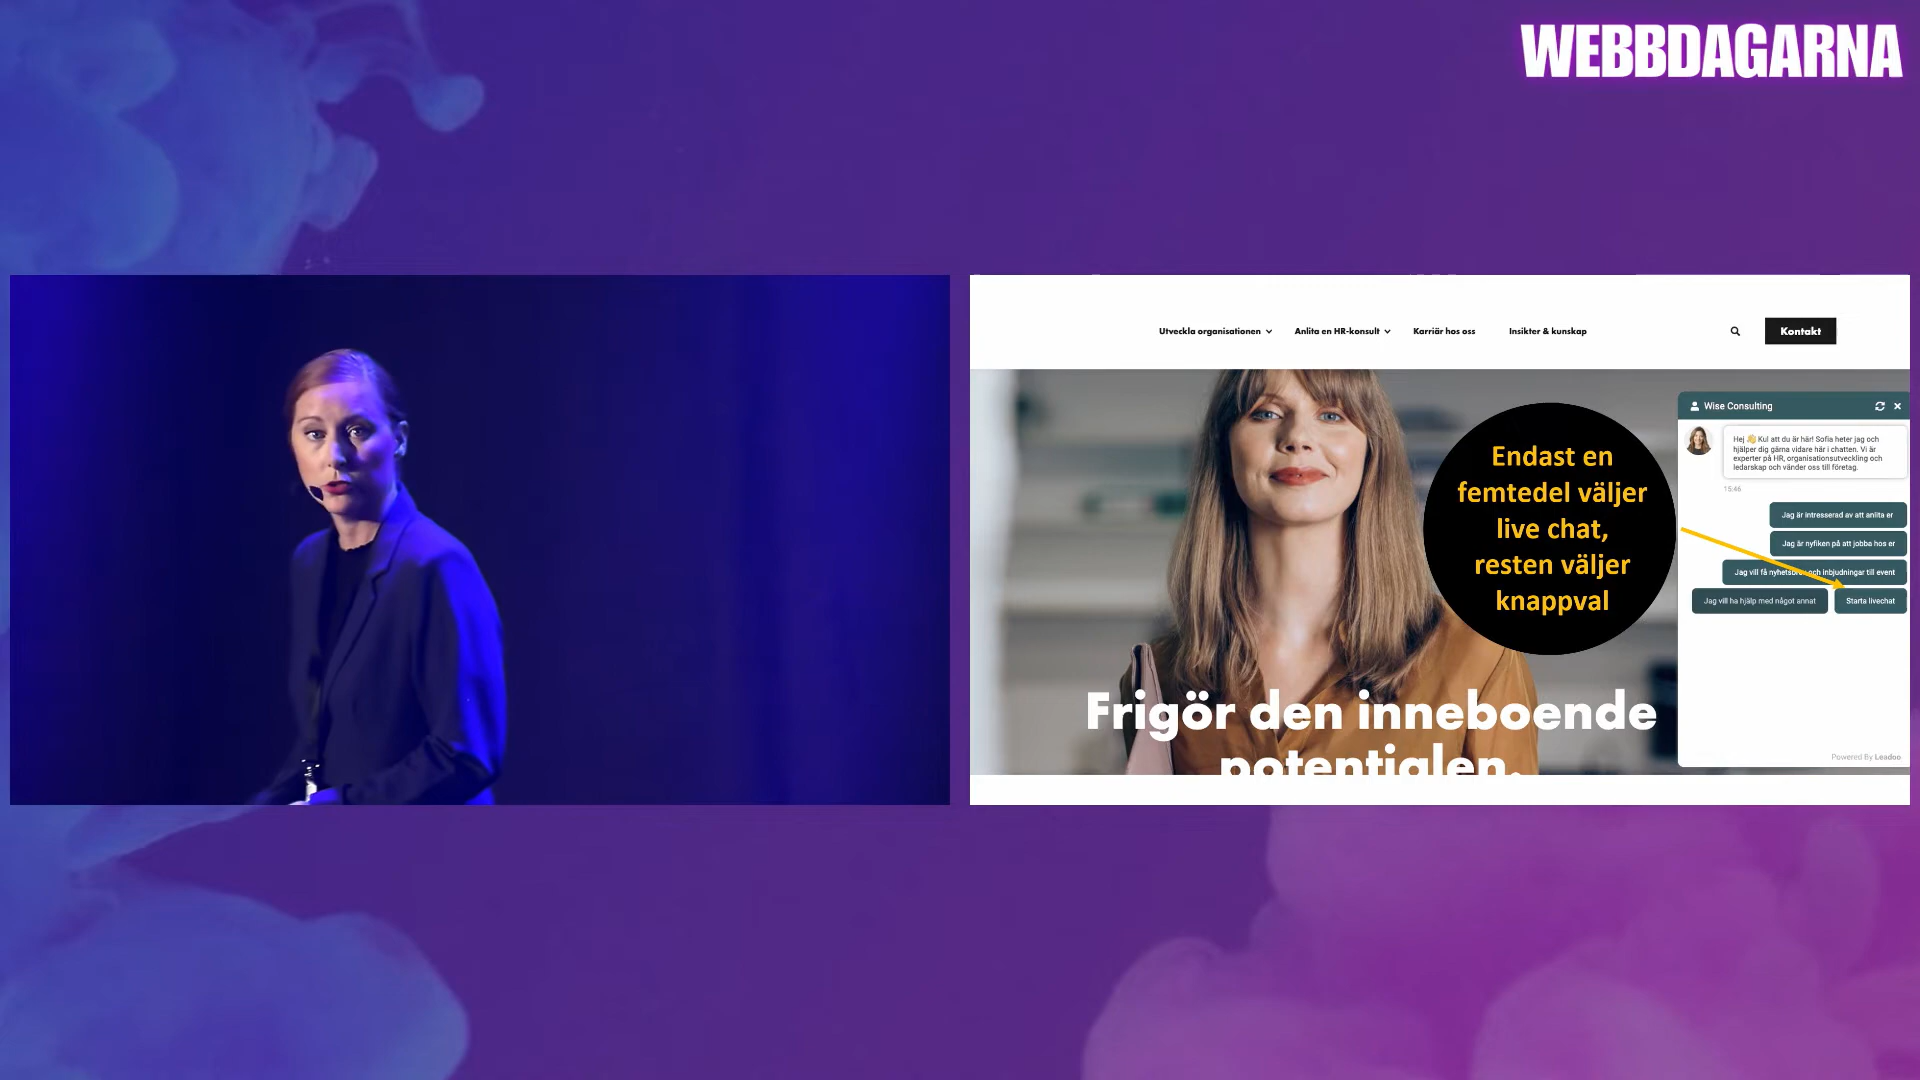 WEBBDAGARNA
Utveckla organisationen
Anlita en HR-konsult
Karriär hos oss
Insikter & kunskap
Kontakt
Endast en
femtedel väljer
live chat,
resten väljer
knappval
Frigör den inneboende
potentialen.
Wise Consulting
Hej 👋 Kul att du är här! Sofia heter jag och
hjälper dig gärna vidare här i chatten. Vi är
experter på HR, organisationsutveckling och
ledarskap och vänder oss till företag.
15:46
Jag är intresserad av att anlita er
Jag är nyfiken på att jobba hos er
Jag vill få nyhetsbrev och inbjudningar till event
Jag vill ha hjälp med något annat
Starta livechat
Powered By Leadoo